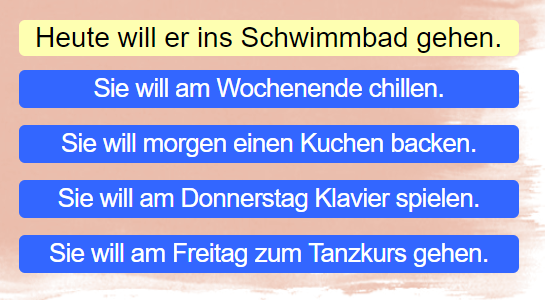 Heute will er ins Schwimmbad gehen.
Sie will am Wochenende chillen.
Sie will morgen einen Kuchen backen.
Sie will am Donnerstag Klavier spielen.
Sie will am Freitag zum Tanzkurs gehen.